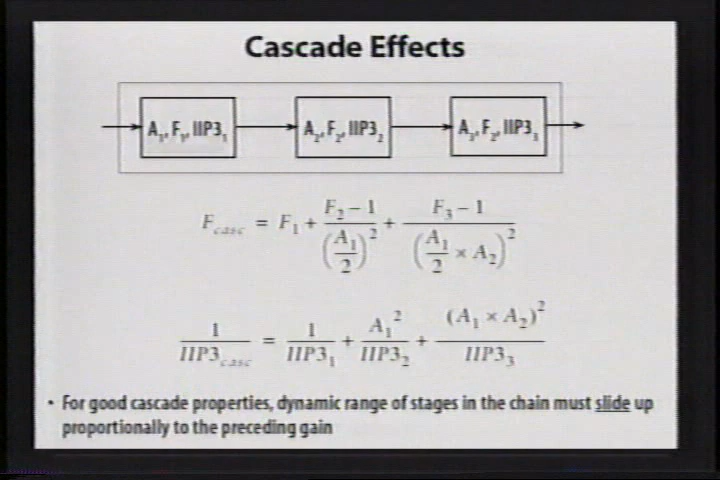 Cascade Effects
A₁, F₁, IIP3₁ A₂, F₂, IIP3₂ A₃, F₂, IIP3₃
F_casc = F₁ + (F₂ − 1)/(A₁/2)² + (F₃ − 1)/(A₁/2 × A₂)²
1/IIP3_casc = 1/IIP3₁ + A₁²/IIP3₂ + (A₁ × A₂)²/IIP3₃
• For good cascade properties, dynamic range of stages in the chain must slide up
proportionally to the preceding gain